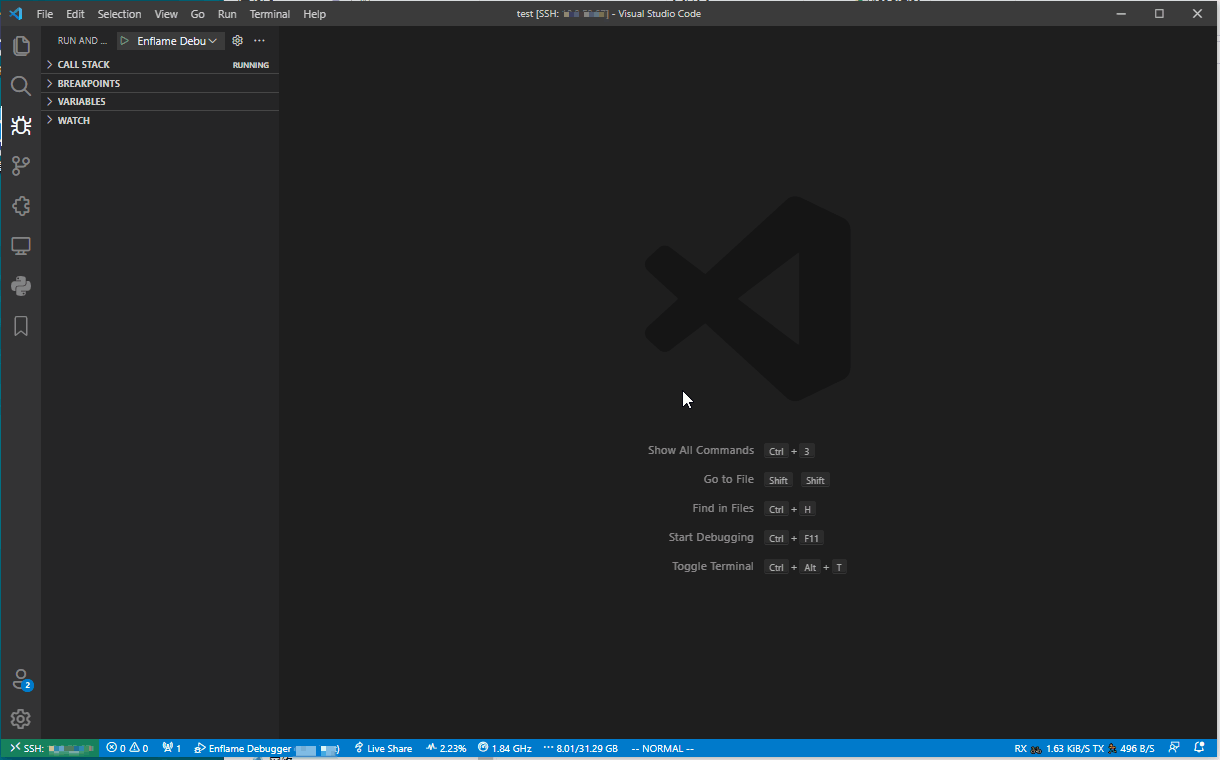 File Edit Selection View Go Run Terminal Help
test [SSH: ] - Visual Studio Code
RUN AND ... Enflame Debu ...
CALL STACK RUNNING
BREAKPOINTS
VARIABLES
WATCH
Show All Commands Ctrl + 3
Go to File Shift Shift
Find in Files Ctrl + H
Start Debugging Ctrl + F11
Toggle Terminal Ctrl + Alt + T
2
SSH: 0 0 1 Enflame Debugger ) Live Share 2.23% 1.84 GHz 8.01/31.29 GB -- NORMAL -- RX 1.63 KiB/S TX 496 B/S